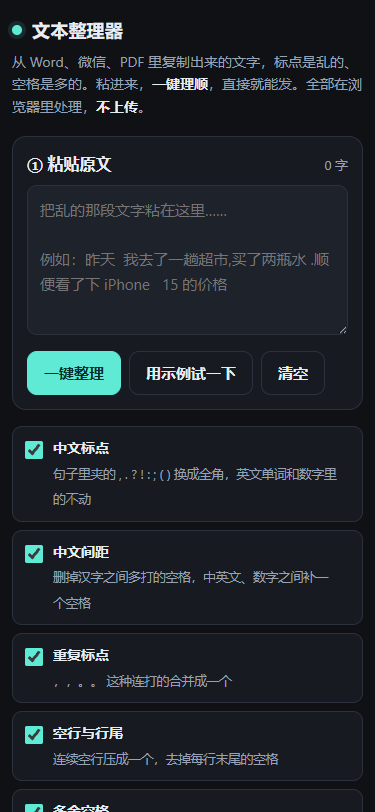 文本整理器
从 Word、微信、PDF 里复制出来的文字，标点是乱的、
空格是多的。粘进来，一键理顺，直接就能发。全部在浏
览器里处理，不上传。
① 粘贴原文
0 字
把乱的那段文字粘在这里……
例如：昨天  我去了一趟超市,买了两瓶水 .顺
便看了下 iPhone   15 的价格
一键整理
用示例试一下
清空
中文标点
句子里夹的 , . ? ! : ; ( ) 换成全角，英文单词和数字里
的不动
中文间距
删掉汉字之间多打的空格，中英文、数字之间补一
个空格
重复标点
，，。。 这种连打的合并成一个
空行与行尾
连续空行压成一个，去掉每行末尾的空格
多余空格